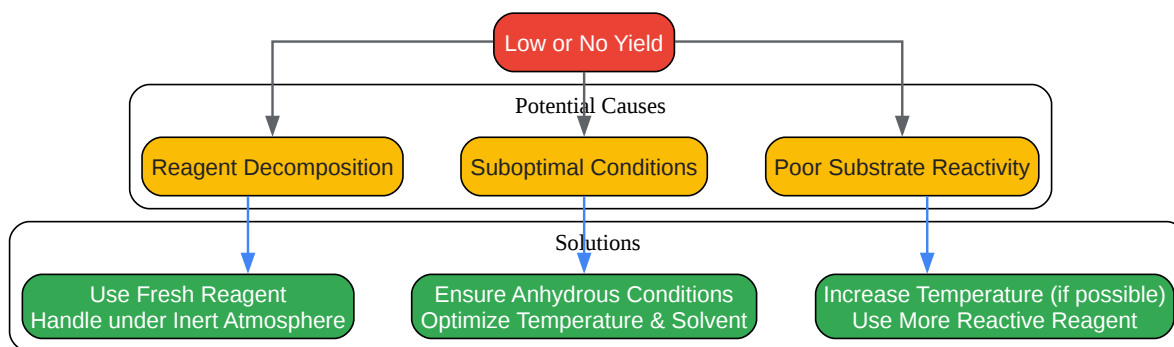 Low or No Yield
Potential Causes
Reagent Decomposition
Suboptimal Conditions
Poor Substrate Reactivity
Solutions
Use Fresh Reagent
Handle under Inert Atmosphere
Ensure Anhydrous Conditions
Optimize Temperature & Solvent
Increase Temperature (if possible)
Use More Reactive Reagent